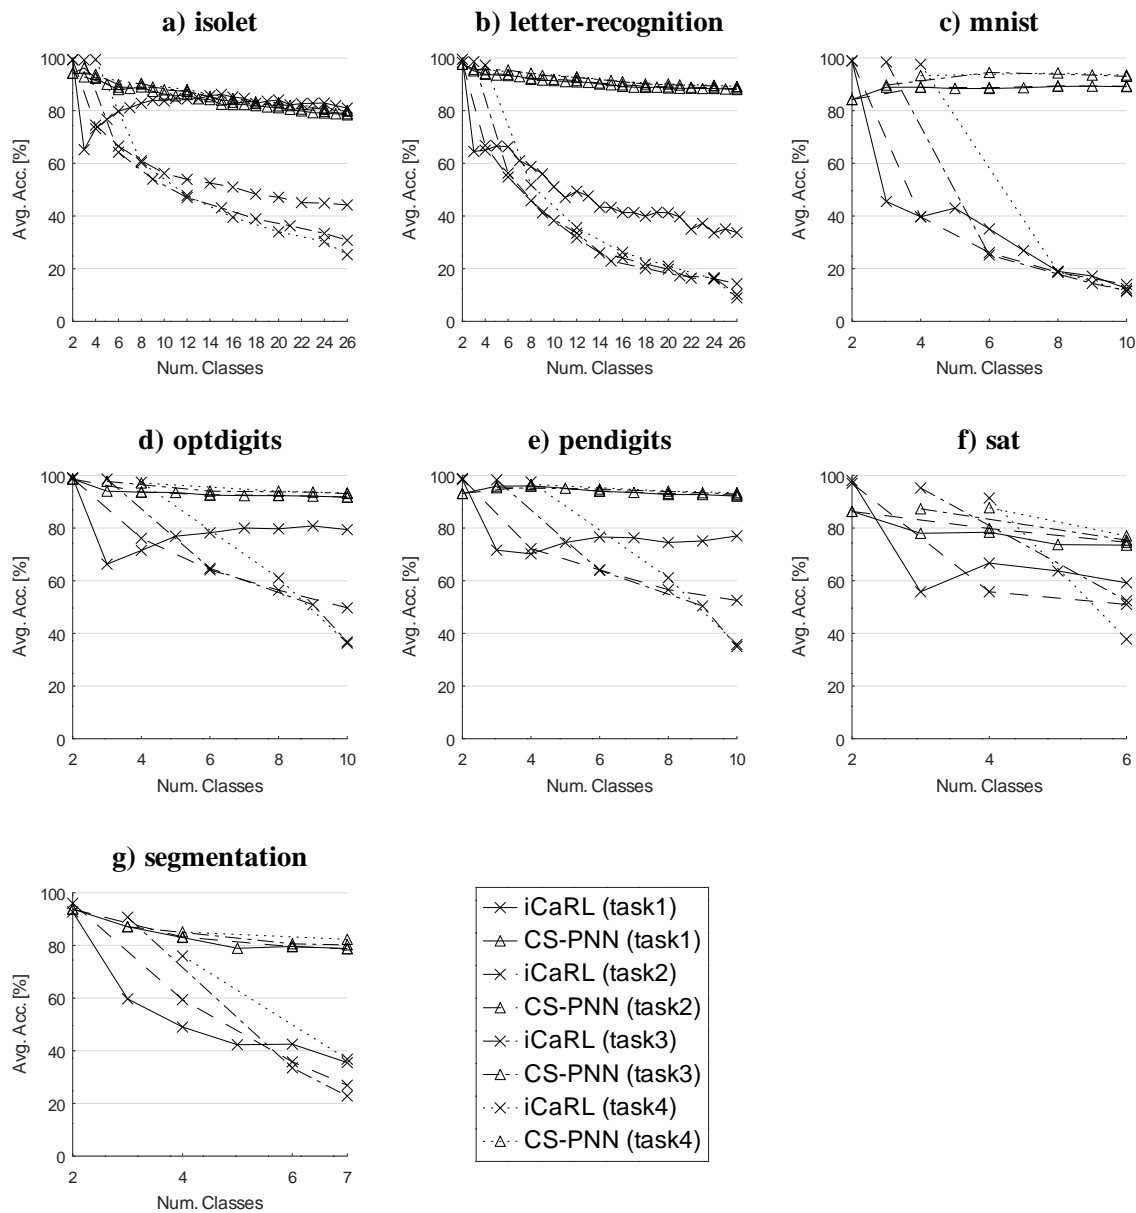 a) isolet
b) letter-recognition
c) mnist
100
80
60
40
20
0
Avg. Acc. [%]
2 4 6 8 10 12 14 16 18 20 22 24 26
Num. Classes
100
80
60
40
20
0
Avg. Acc. [%]
2 4 6 8 10 12 14 16 18 20 22 24 26
Num. Classes
100
80
60
40
20
0
Avg. Acc. [%]
2 4 6 8 10
Num. Classes
d) optdigits
e) pendigits
f) sat
100
80
60
40
20
0
Avg. Acc. [%]
2 4 6 8 10
Num. Classes
100
80
60
40
20
0
Avg. Acc. [%]
2 4 6 8 10
Num. Classes
100
80
60
40
20
0
Avg. Acc. [%]
2 4 6
Num. Classes
g) segmentation
100
80
60
40
20
0
Avg. Acc. [%]
2 4 6 7
Num. Classes
iCaRL (task1)
CS-PNN (task1)
iCaRL (task2)
CS-PNN (task2)
iCaRL (task3)
CS-PNN (task3)
iCaRL (task4)
CS-PNN (task4)